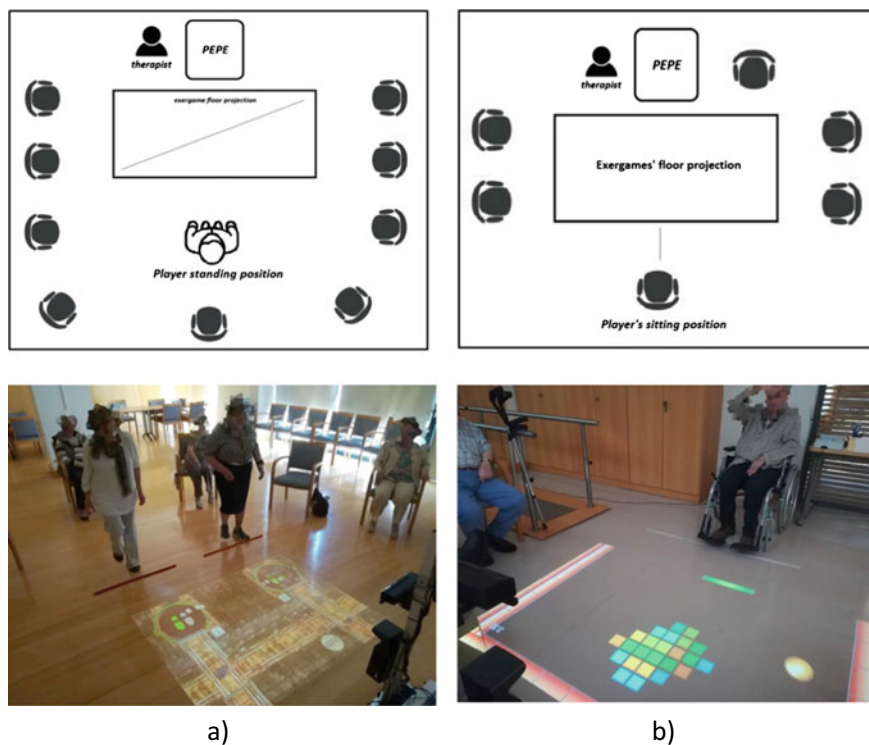 PEPE
therapist
exergame floor projection
Player standing position
PEPE
therapist
Exergames' floor projection
Player's sitting position
a)
b)